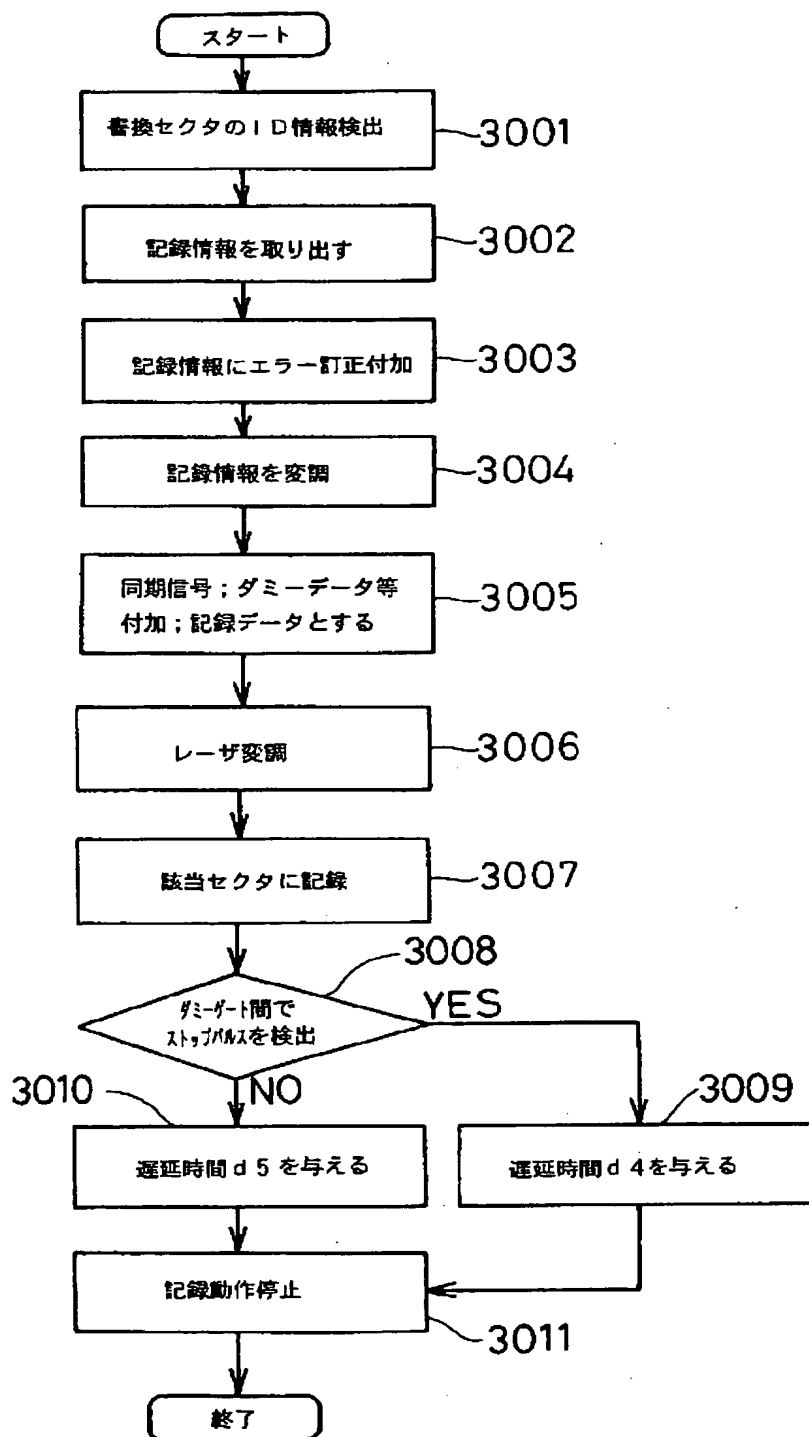 スタート
書換セクタのID情報検出
3001
記録情報を取り出す
3002
記録情報にエラー訂正付加
3003
記録情報を変調
3004
同期信号;ダミーデータ等
付加;記録データとする
3005
レーザ変調
3006
該当セクタに記録
3007
3008
ダミーゲート間で
ストップパルスを検出
YES
NO
3010
3009
遅延時間d5を与える
遅延時間d4を与える
記録動作停止
3011
終了